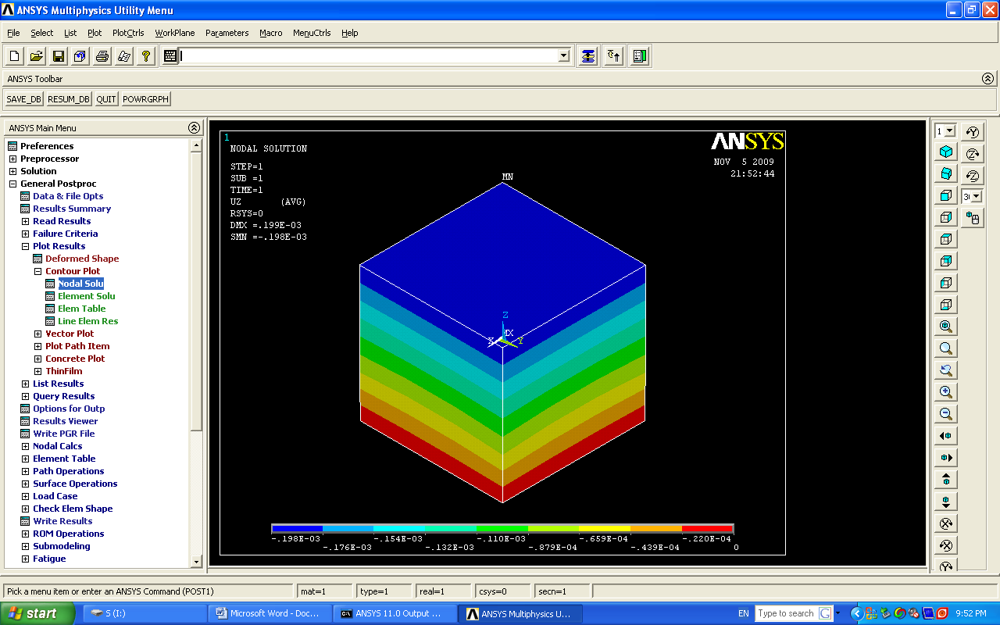 ANSYS Multiphysics Utility Menu
File Select List Plot PlotCtrls WorkPlane Parameters Macro MenuCtrls Help
ANSYS Toolbar
SAVE_DB RESUM_DB QUIT POWRGRPH
ANSYS Main Menu
Preferences
Preprocessor
Solution
General Postproc
Data & File Opts
Results Summary
Read Results
Failure Criteria
Plot Results
Deformed Shape
Contour Plot
Nodal Solu
Element Solu
Elem Table
Line Elem Res
Vector Plot
Plot Path Item
Concrete Plot
ThinFilm
List Results
Query Results
Options for Outp
Results Viewer
Write PGR File
Nodal Calcs
Element Table
Path Operations
Surface Operations
Load Case
Check Elem Shape
Write Results
ROM Operations
Submodeling
Fatigue
1
NODAL SOLUTION
STEP=1
SUB =1
TIME=1
UZ (AVG)
RSYS=0
DMX =.199E-03
SMN =-.198E-03
ANSYS
NOV 5 2009
21:52:44
MN
Z
MX
X Y
-.198E-03 -.154E-03 -.110E-03 -.659E-04 -.220E-04
-.176E-03 -.132E-03 -.879E-04 -.439E-04 0
1
Pick a menu item or enter an ANSYS Command (POST1) mat=1 type=1 real=1 csys=0 secn=1
start S (I:) Microsoft Word - Doc... ANSYS 11.0 Output ... ANSYS Multiphysics U... EN Type to search 9:52 PM